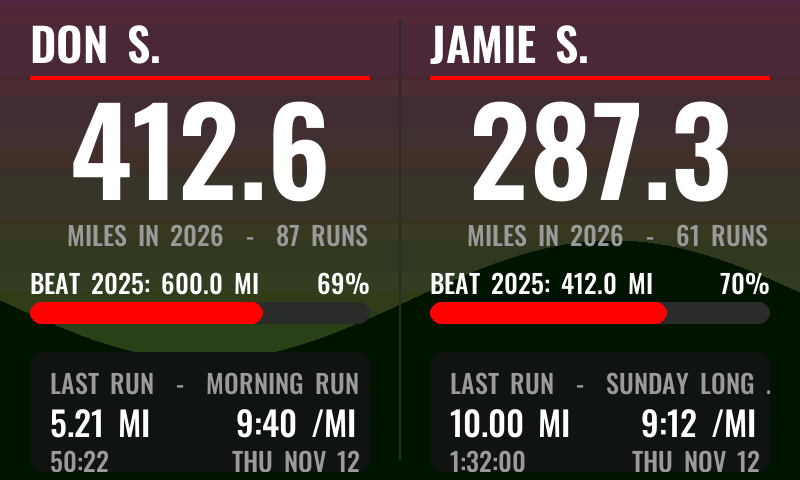 DON S.
412.6
MILES IN 2026 - 87 RUNS
BEAT 2025: 600.0 MI 69%
LAST RUN - MORNING RUN
5.21 MI 9:40 /MI
50:22 THU NOV 12
JAMIE S.
287.3
MILES IN 2026 - 61 RUNS
BEAT 2025: 412.0 MI 70%
LAST RUN - SUNDAY LONG .
10.00 MI 9:12 /MI
1:32:00 THU NOV 12